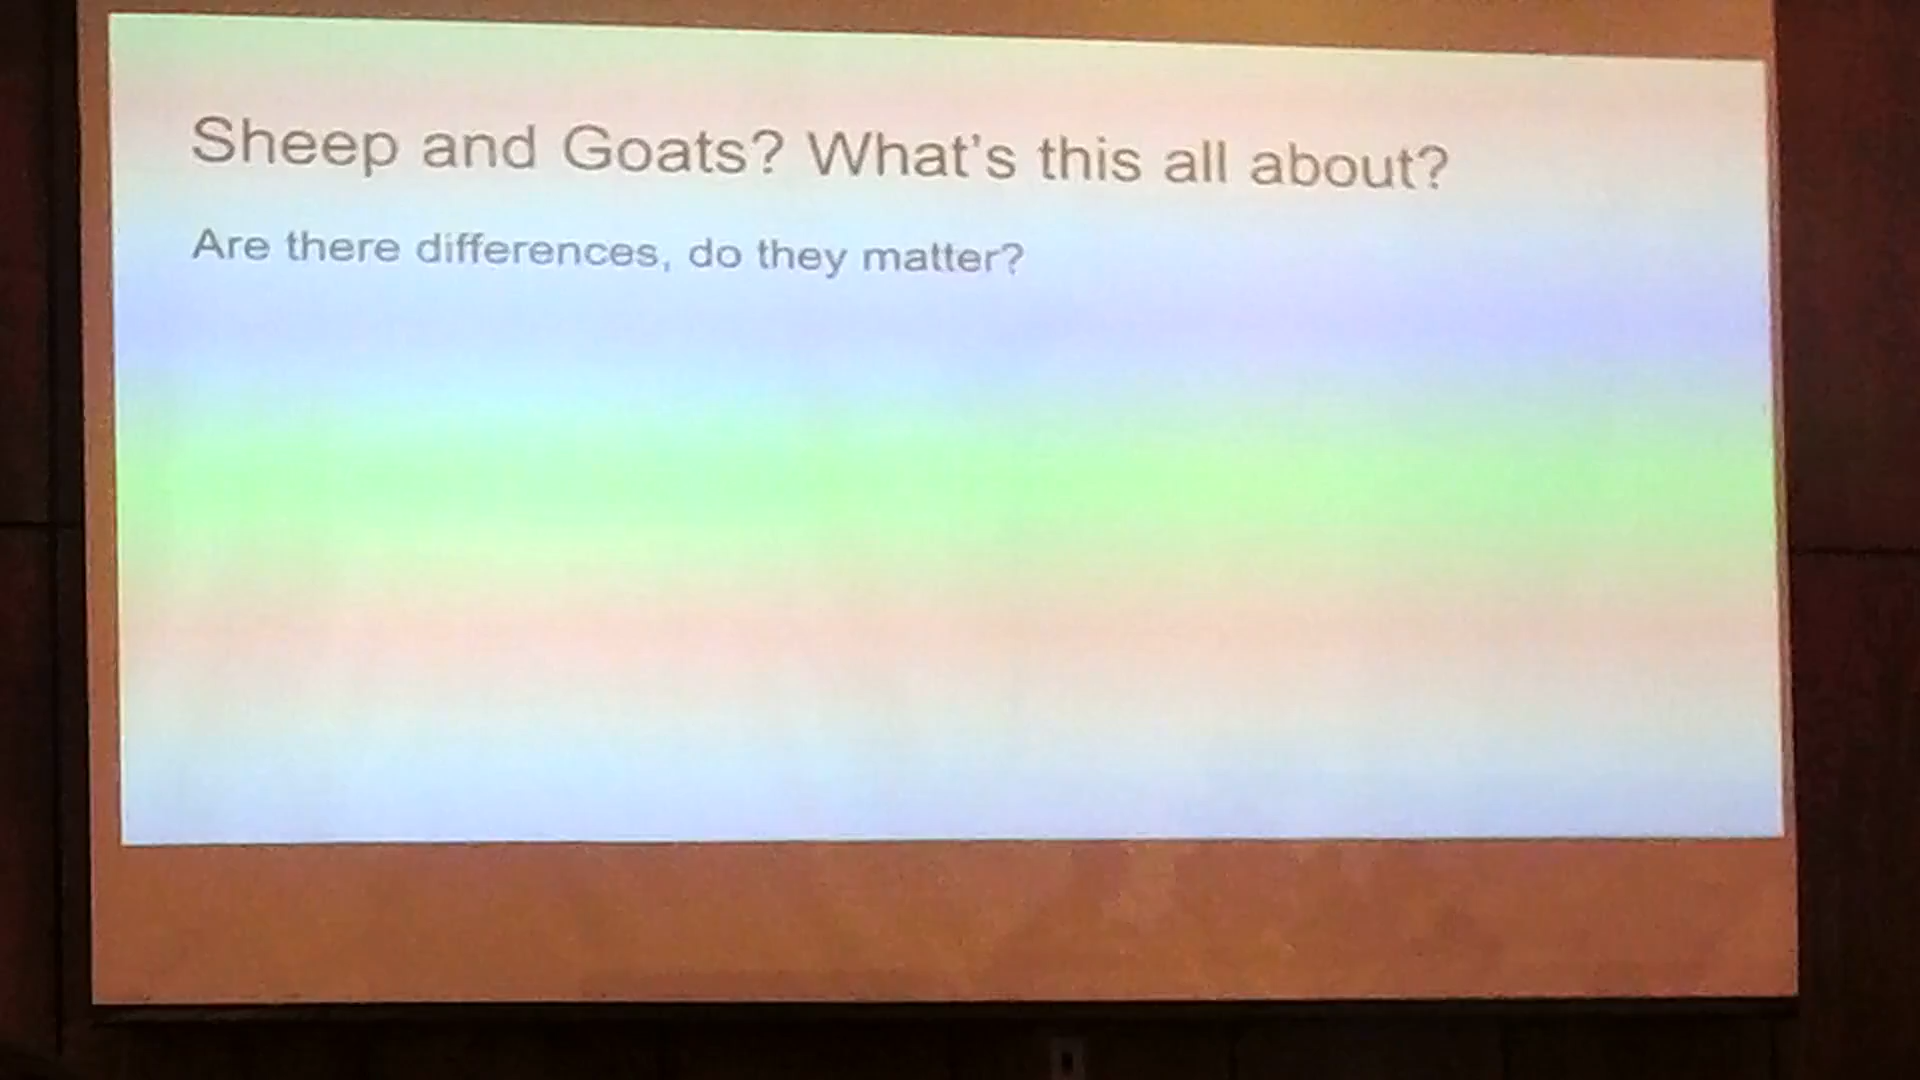 Sheep and Goats? What's this all about?
Are there differences, do they matter?